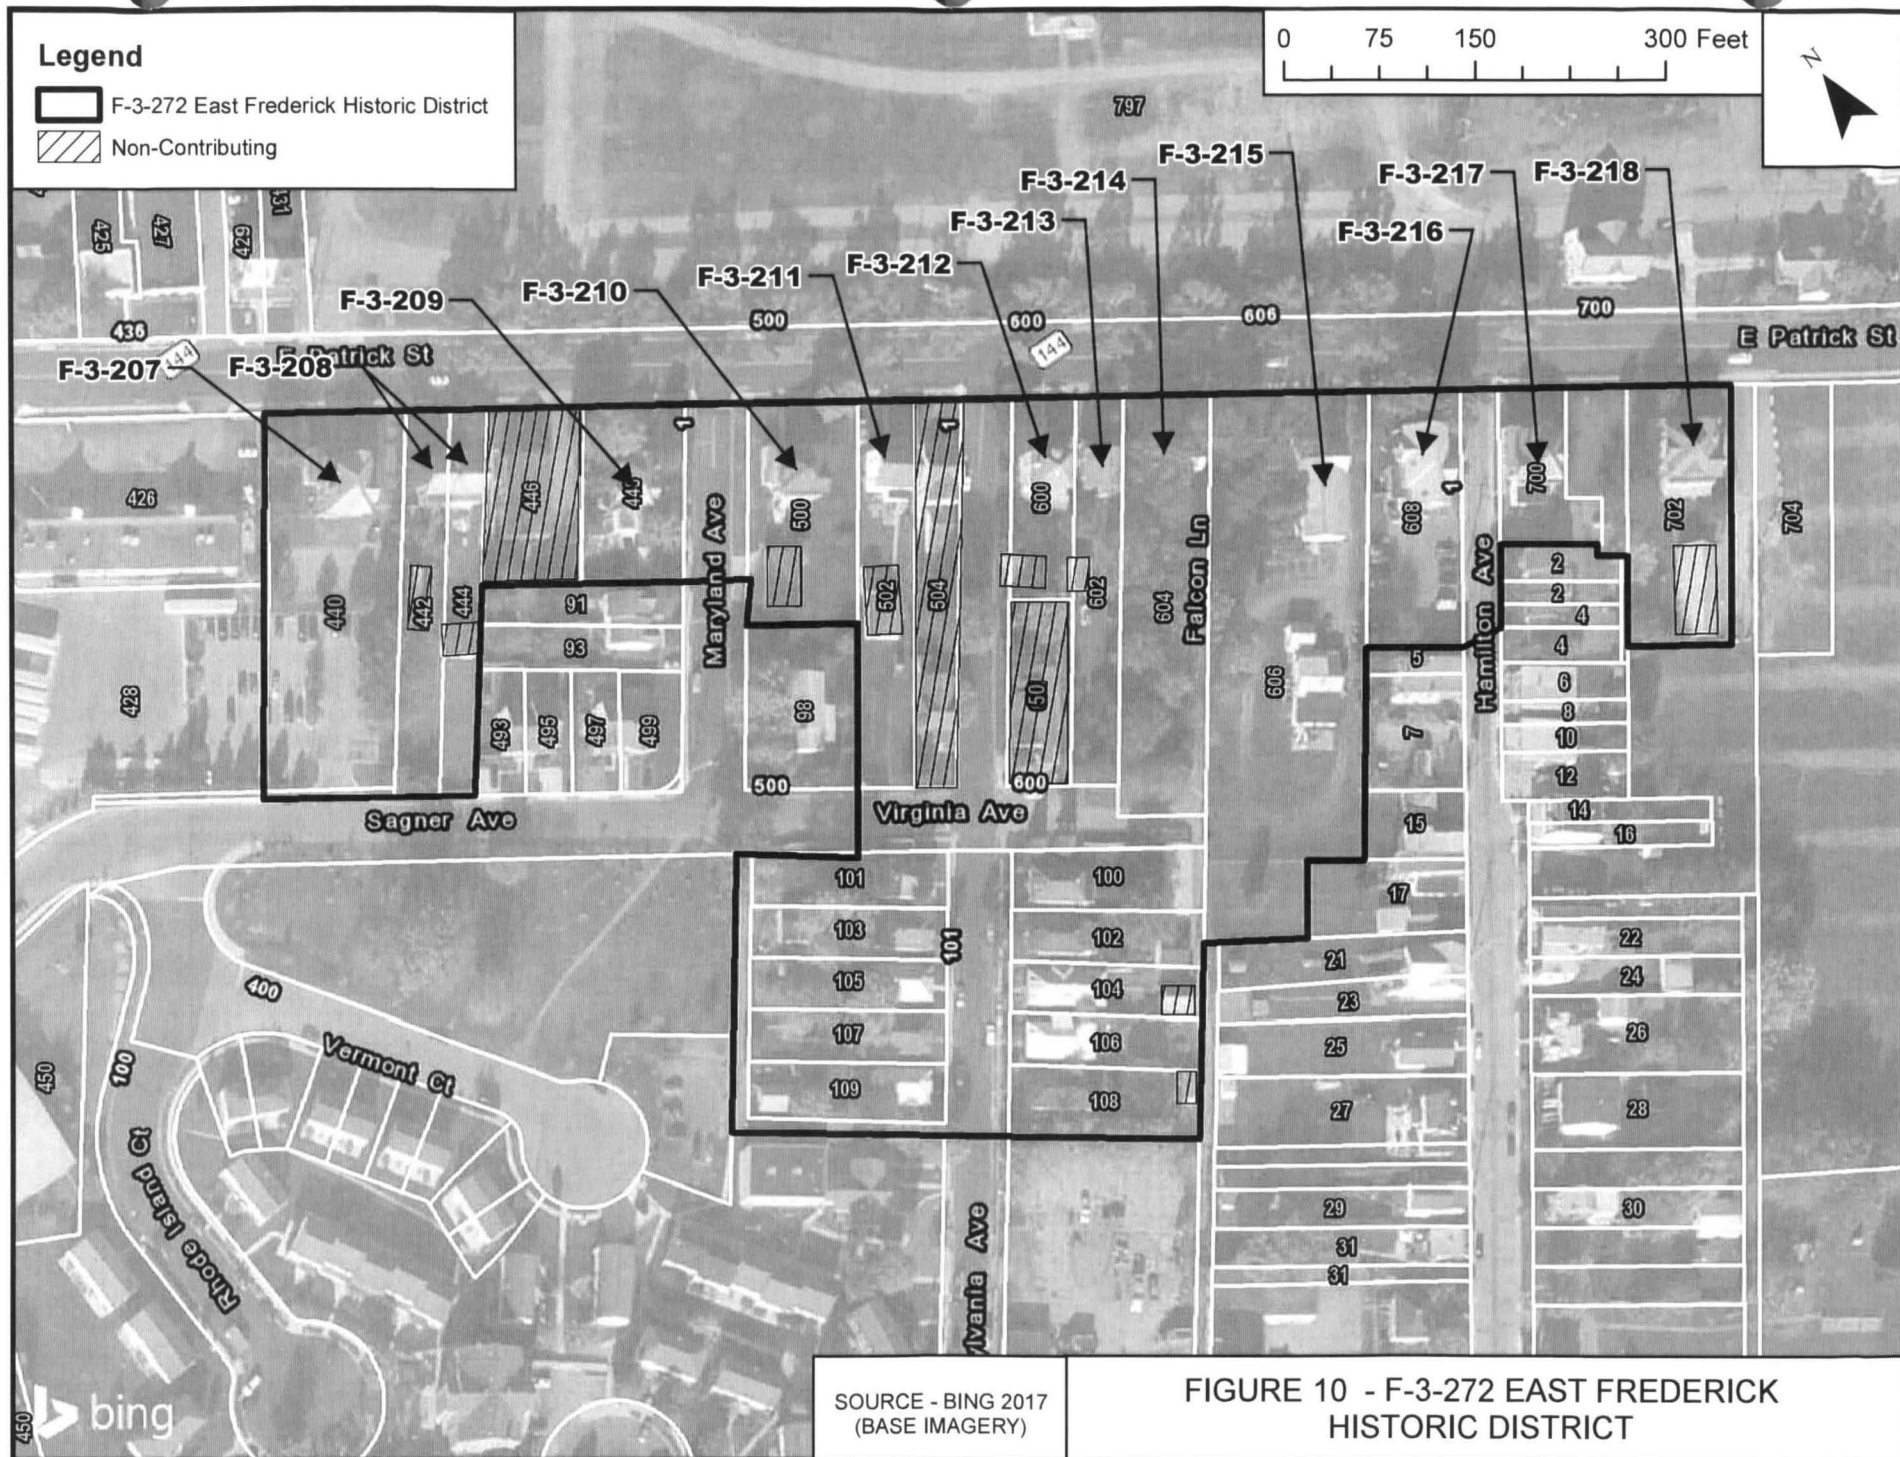 Legend
F-3-272 East Frederick Historic District
Non-Contributing
0 75 150 300 Feet
N
797
F-3-215
F-3-214
F-3-217
F-3-218
F-3-213
F-3-216
F-3-212
F-3-211
F-3-210
F-3-209
425
427
629
436
500
600
606
700
144
144
E Patrick St
E Patrick St
F-3-207
F-3-208
426
446
1
500
1
600
608
1
700
702
704
440
442
444
91
93
Maryland Ave
502
504
602
604
Falcon Ln
Hamilton Ave
2
2
4
4
5
6
8
10
12
14
16
428
493
495
497
499
98
500
600
606
7
15
17
Sagner Ave
Virginia Ave
101
103
105
107
109
101
100
102
104
106
108
21
23
25
27
29
31
31
22
24
26
28
30
400
450
100
Vermont Ct
Rhode Island Ct
ylvania Ave
450
bing
SOURCE - BING 2017
(BASE IMAGERY)
FIGURE 10 - F-3-272 EAST FREDERICK
HISTORIC DISTRICT